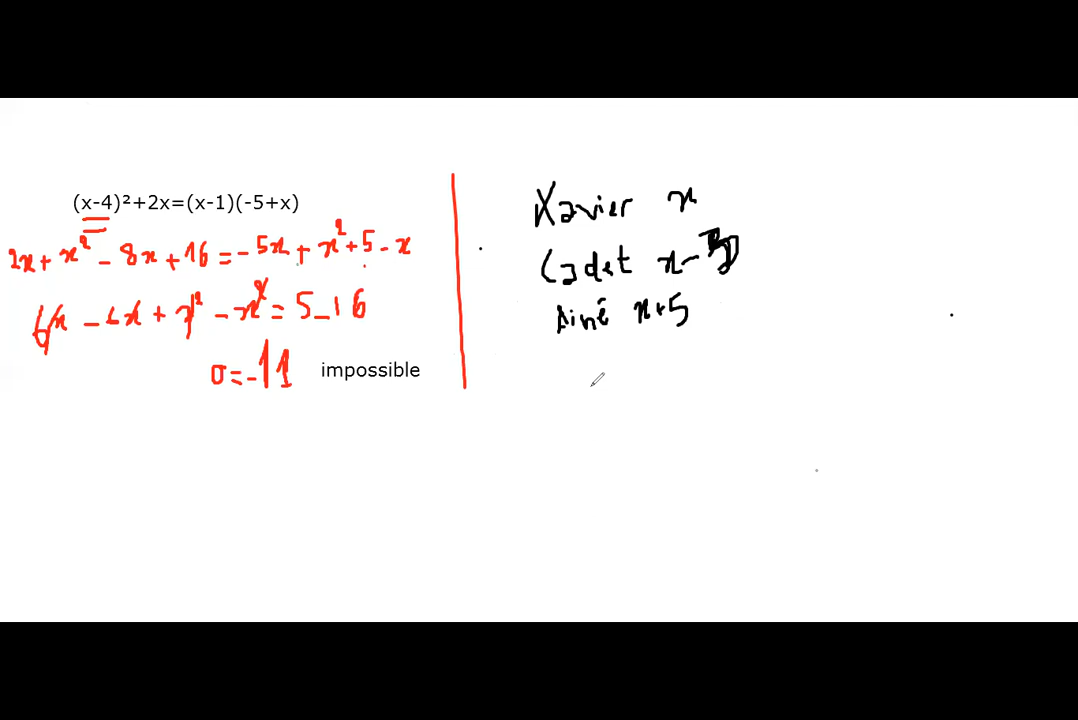 (x-4)²+2x=(x-1)(-5+x)
2x+x²-8x+16=-5x+x²+5-x
6x-6x+x²-x²=5-16
0=-11 impossible
Xavier x
Cadet x-
ainé x+5